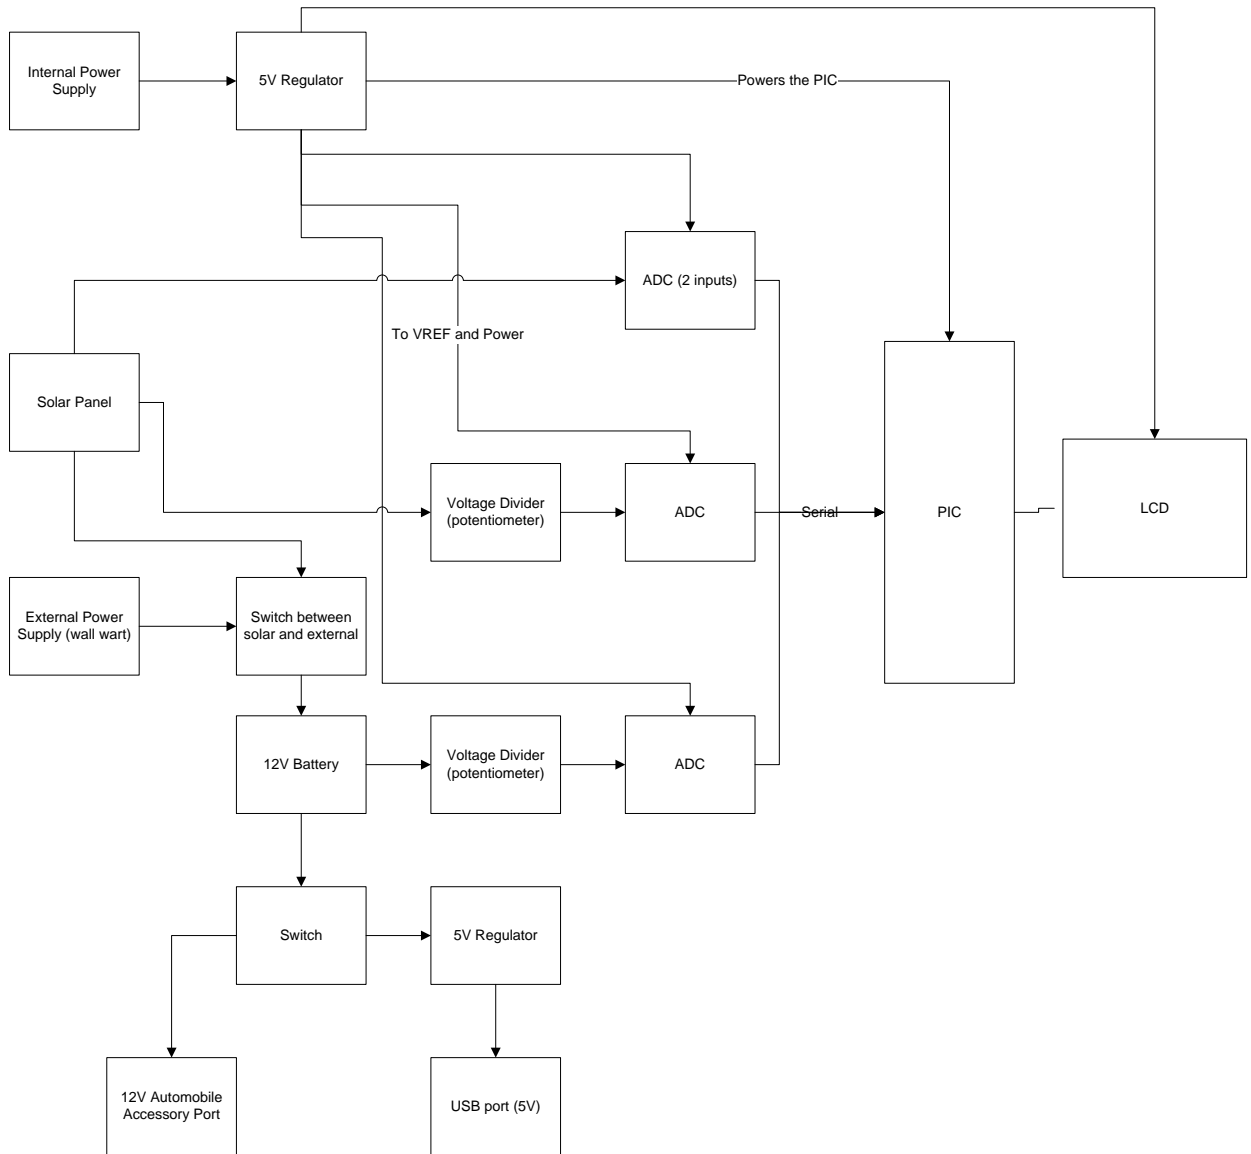 Internal Power
Supply
5V Regulator
Powers the PIC
ADC (2 inputs)
To VREF and Power
Solar Panel
Voltage Divider
(potentiometer)
ADC
Serial
PIC
LCD
External Power
Supply (wall wart)
Switch between
solar and external
12V Battery
Voltage Divider
(potentiometer)
ADC
Switch
5V Regulator
12V Automobile
Accessory Port
USB port (5V)